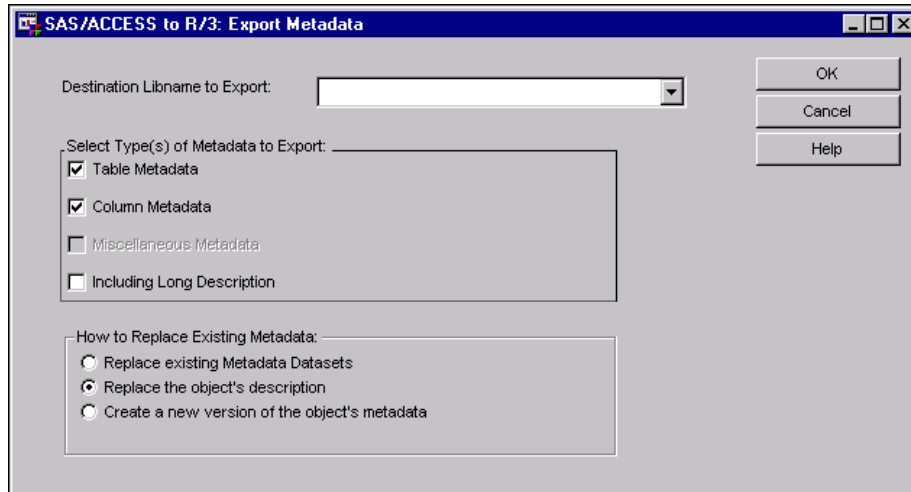 SAS/ACCESS to R/3: Export Metadata
Destination Libname to Export:
OK
Cancel
Help
Select Type(s) of Metadata to Export:
Table Metadata
Column Metadata
Miscellaneous Metadata
Including Long Description
How to Replace Existing Metadata:
Replace existing Metadata Datasets
Replace the object's description
Create a new version of the object's metadata